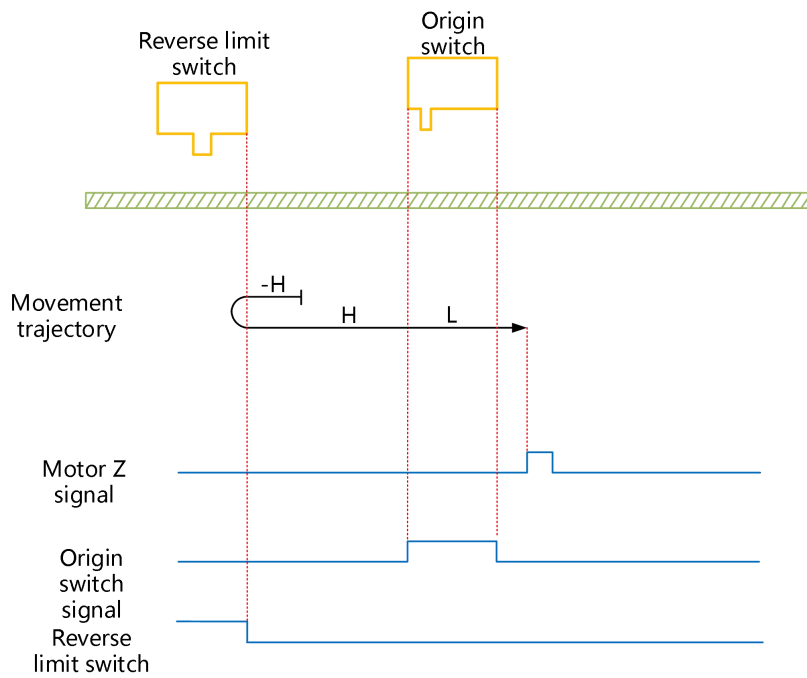 Reverse limit
switch
Origin
switch
-H
H
L
Movement
trajectory
Motor Z
signal
Origin
switch
signal
Reverse
limit switch